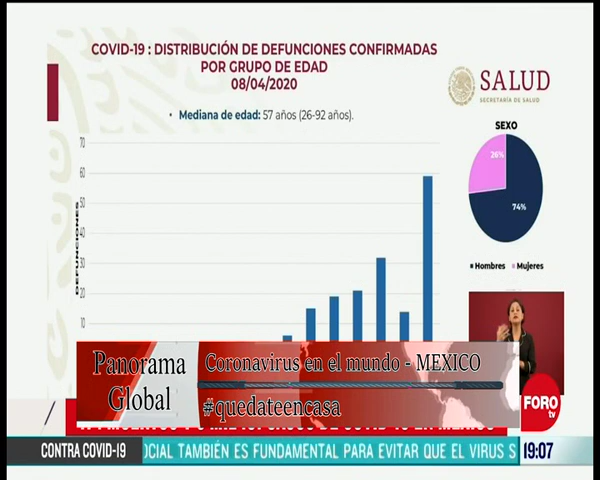 COVID-19 : DISTRIBUCIÓN DE DEFUNCIONES CONFIRMADAS
POR GRUPO DE EDAD
08/04/2020
• Mediana de edad: 57 años (26-92 años).
SALUD
SECRETARÍA DE SALUD
SEXO
26%
74%
Hombres Mujeres
70
60
50
40
30
20
10
DEFUNCIONES
Panorama
Global
Coronavirus en el mundo - MEXICO
#quedateencasa
FORO
tv
CONTRA COVID-19
OCIAL TAMBIÉN ES FUNDAMENTAL PARA EVITAR QUE EL VIRUS S
19:07